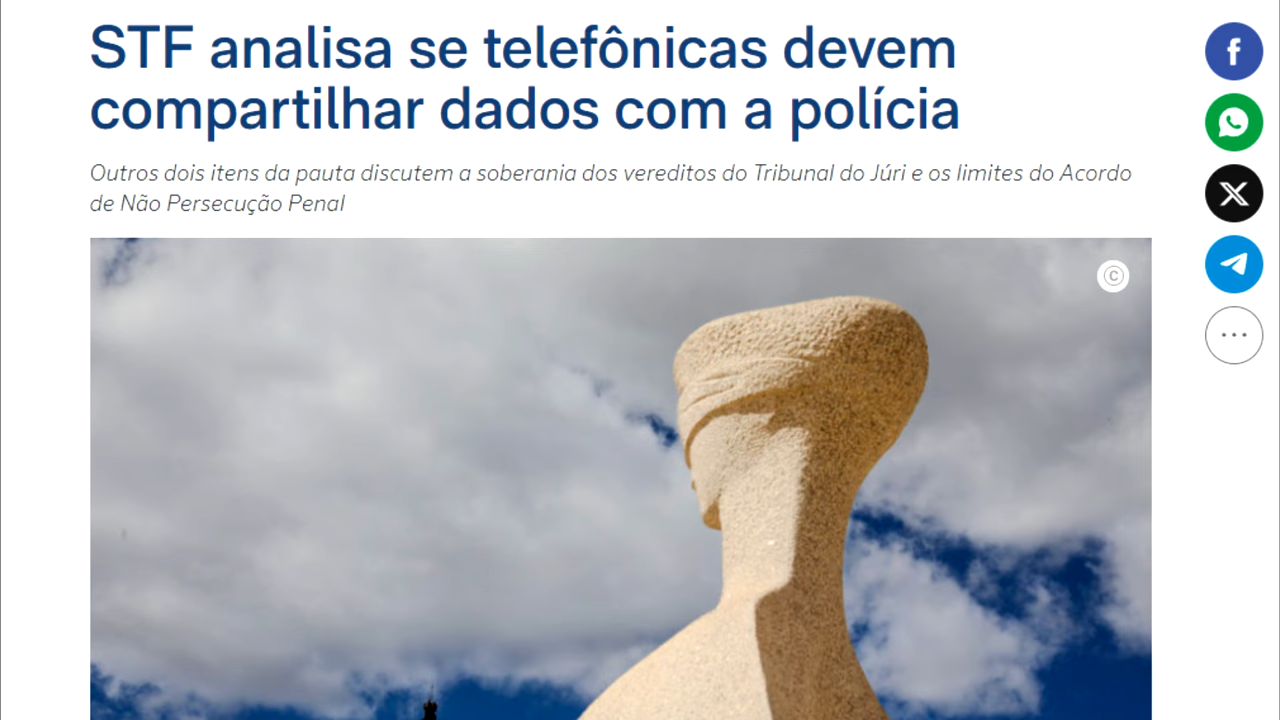 STF analisa se telefônicas devem
compartilhar dados com a polícia
Outros dois itens da pauta discutem a soberania dos vereditos do Tribunal do Júri e os limites do Acordo
de Não Persecução Penal
©